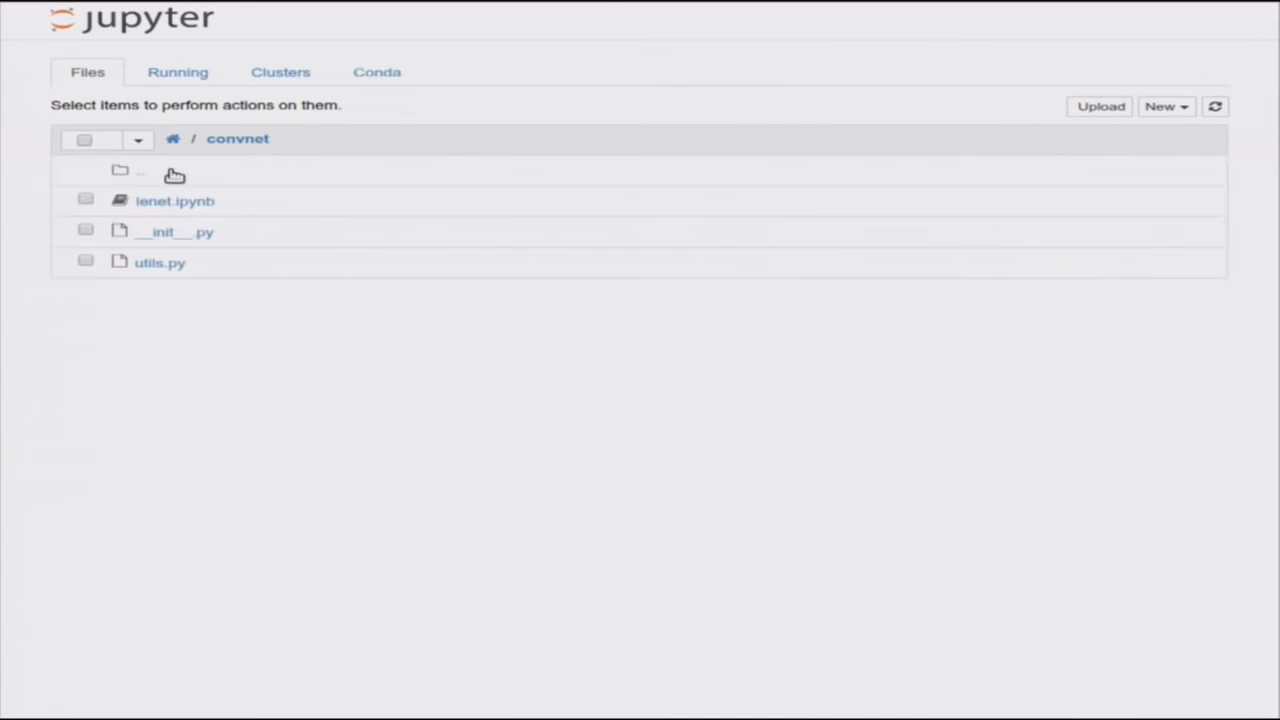 jupyter
Files Running Clusters Conda
Select items to perform actions on them.
Upload New
/ convnet
..
lenet.ipynb
__init__.py
utils.py